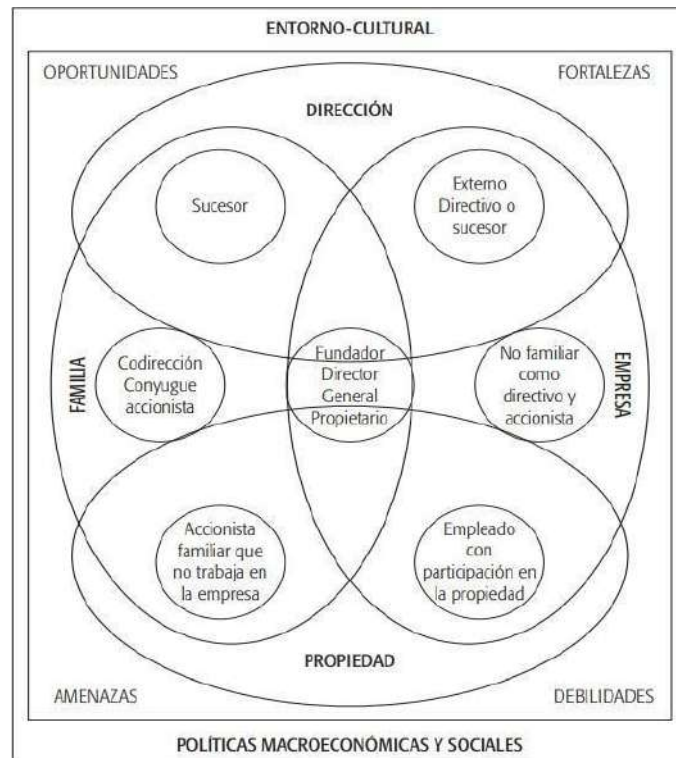 ENTORNO-CULTURAL
OPORTUNIDADES
FORTALEZAS
DIRECCIÓN
Sucesor
Externo
Directivo o
sucesor
FAMILIA
Codirección
Conyugue
accionista
Fundador
Director
General
Propietario
No familiar
como
directivo y
accionista
EMPRESA
Accionista
familiar que
no trabaja en
la empresa
Empleado
con
participación en
la propiedad
PROPIEDAD
AMENAZAS
DEBILIDADES
POLÍTICAS MACROECONÓMICAS Y SOCIALES